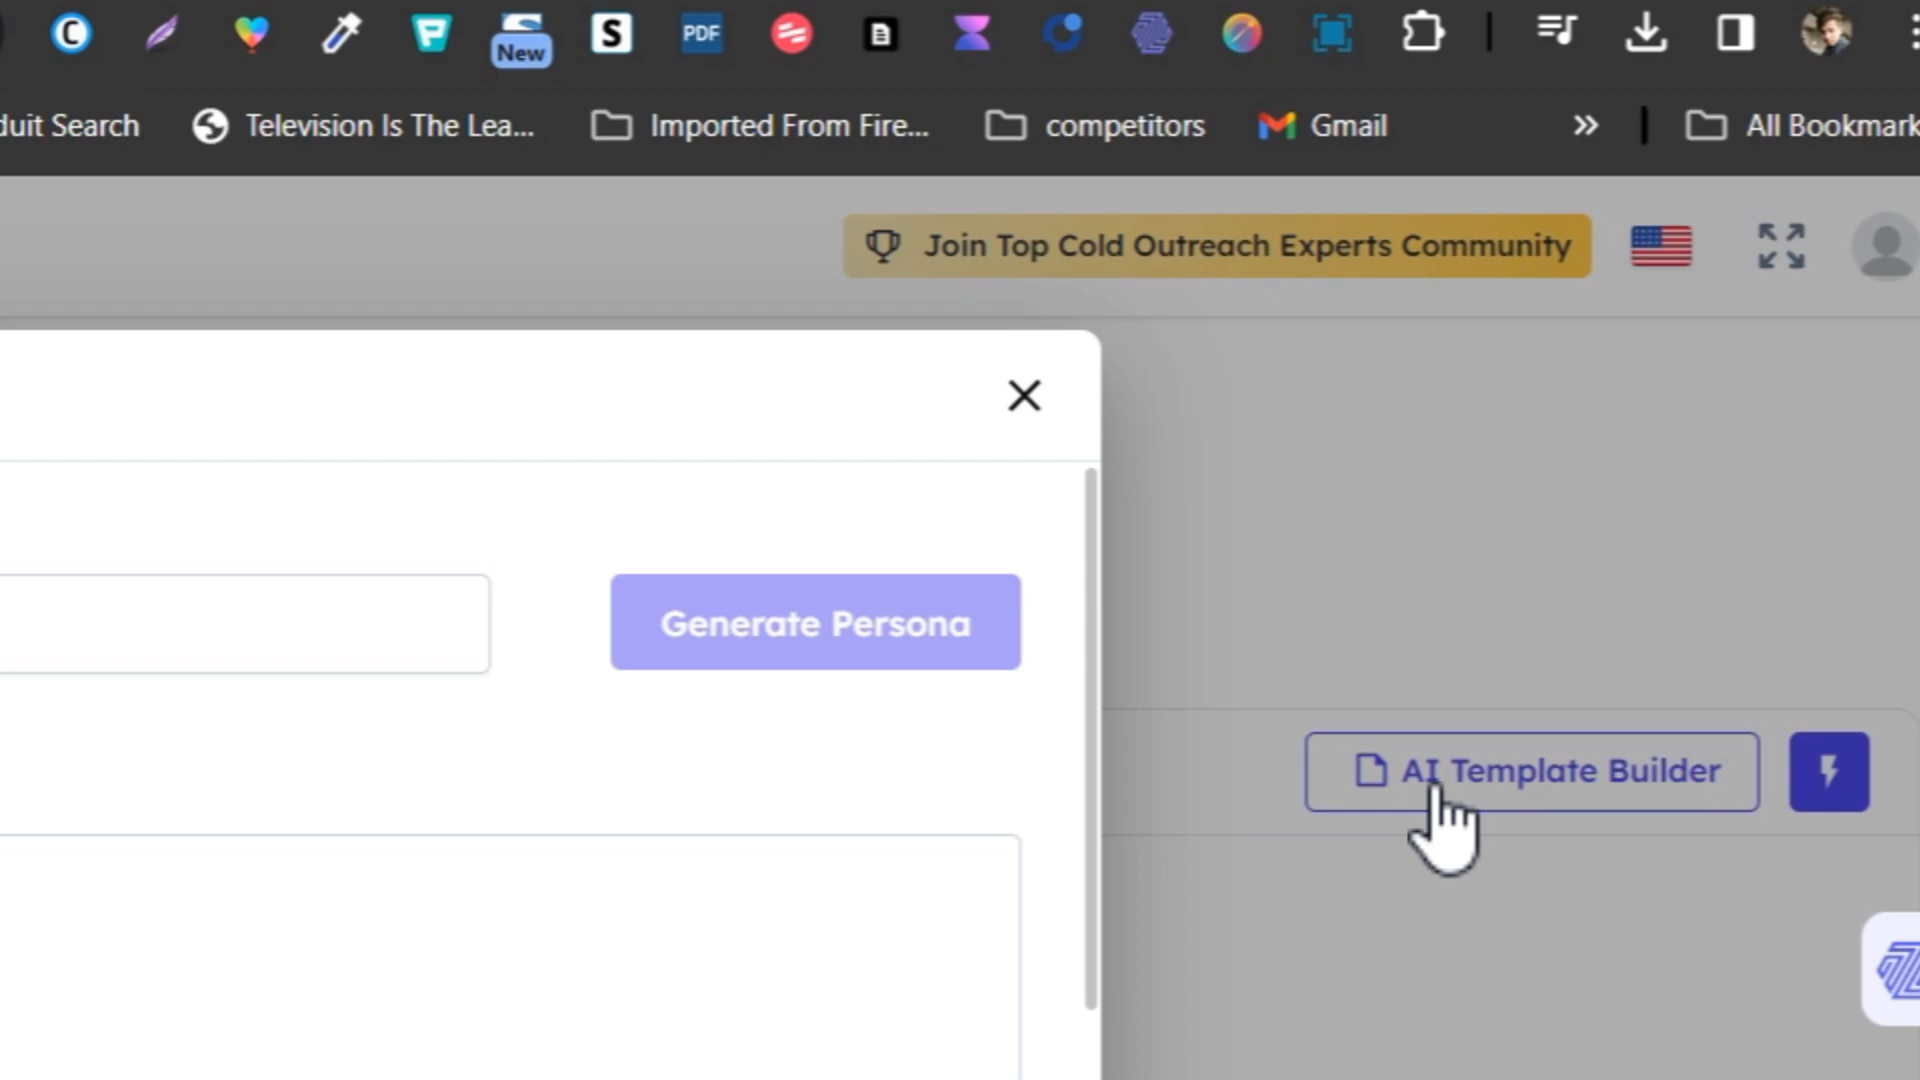 C
New
S
PDF
duit Search
Television Is The Lea...
Imported From Fire...
competitors
Gmail
All Bookmark
Join Top Cold Outreach Experts Community
Generate Persona
AI Template Builder